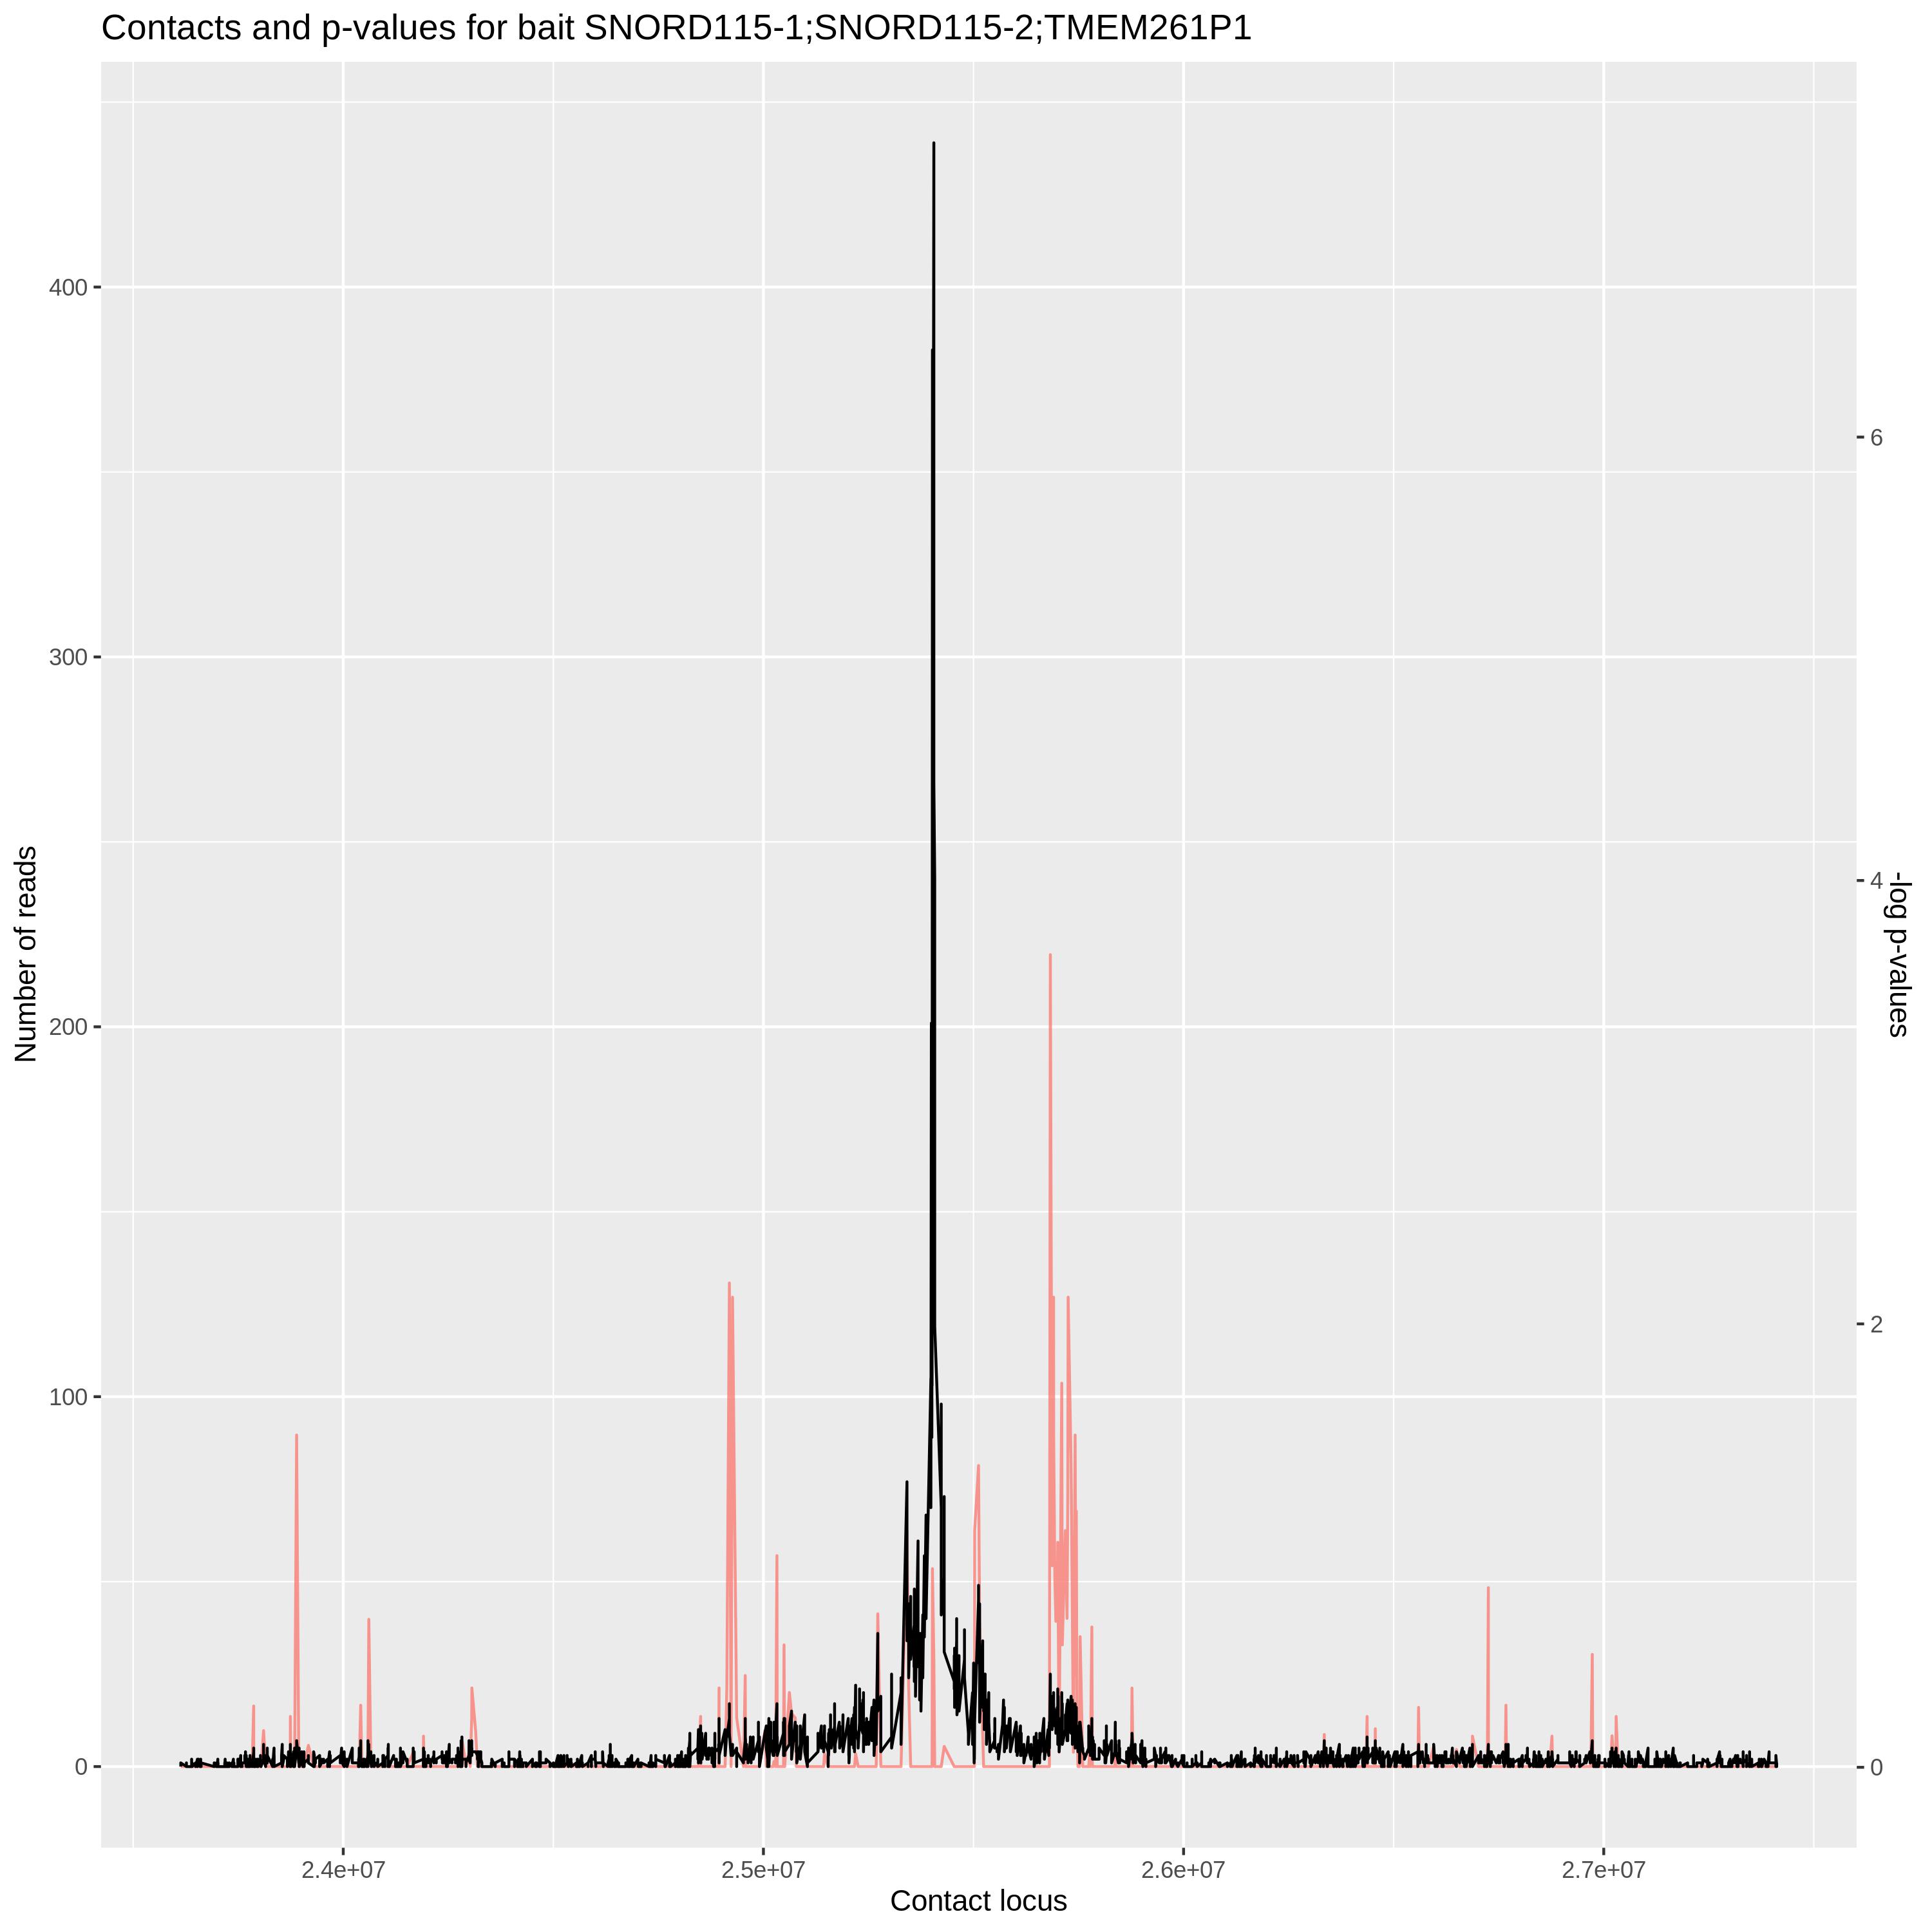 Contacts and p-values for bait SNORD115-1;SNORD115-2;TMEM261P1
400
300
200
100
0
Number of reads
6
4
2
0
-log p-values
2.4e+07
2.5e+07
2.6e+07
2.7e+07
Contact locus